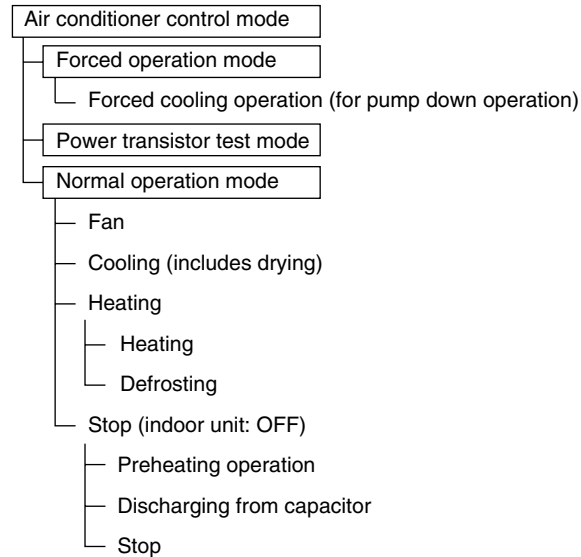 Air conditioner control mode
Forced operation mode
Forced cooling operation (for pump down operation)
Power transistor test mode
Normal operation mode
Fan
Cooling (includes drying)
Heating
Heating
Defrosting
Stop (indoor unit: OFF)
Preheating operation
Discharging from capacitor
Stop